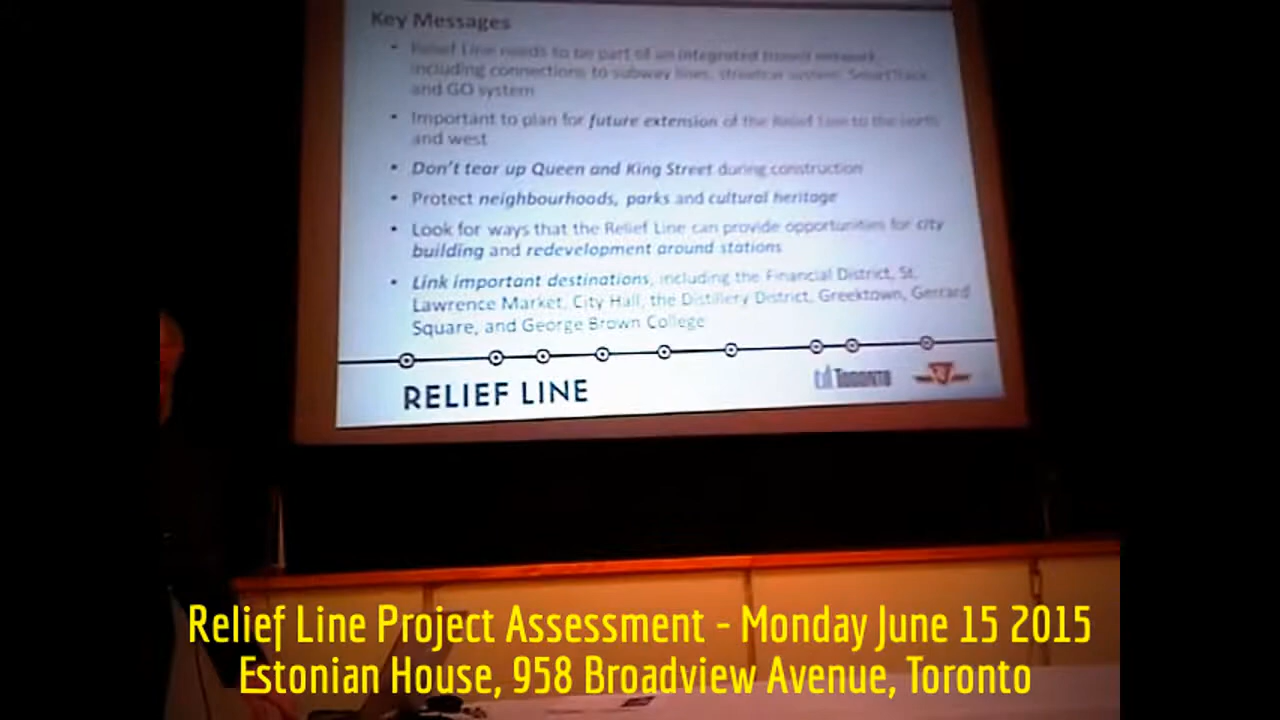 Key Messages
• Relief Line needs to be part of an integrated transit network,
including connections to subway lines, streetcar system, SmartTrack
and GO system
• Important to plan for future extension of the Relief Line to the north
and west
• Don't tear up Queen and King Street during construction
• Protect neighbourhoods, parks and cultural heritage
• Look for ways that the Relief Line can provide opportunities for city
building and redevelopment around stations
• Link important destinations, including the Financial District, St.
Lawrence Market, City Hall, the Distillery District, Greektown, Gerrard
Square, and George Brown College
RELIEF LINE
TORONTO
Relief Line Project Assessment - Monday June 15 2015
Estonian House, 958 Broadview Avenue, Toronto